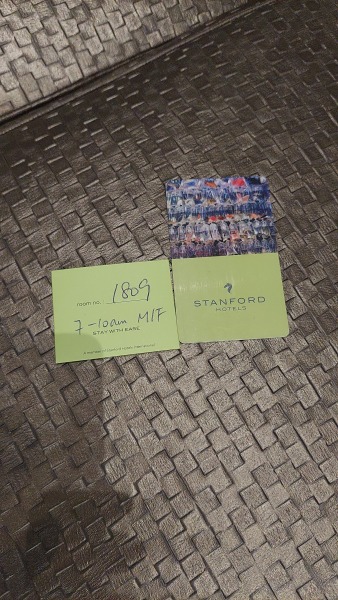 room no. 1809
7-10am M/F
STAY WITH EASE
STANFORD
HOTELS